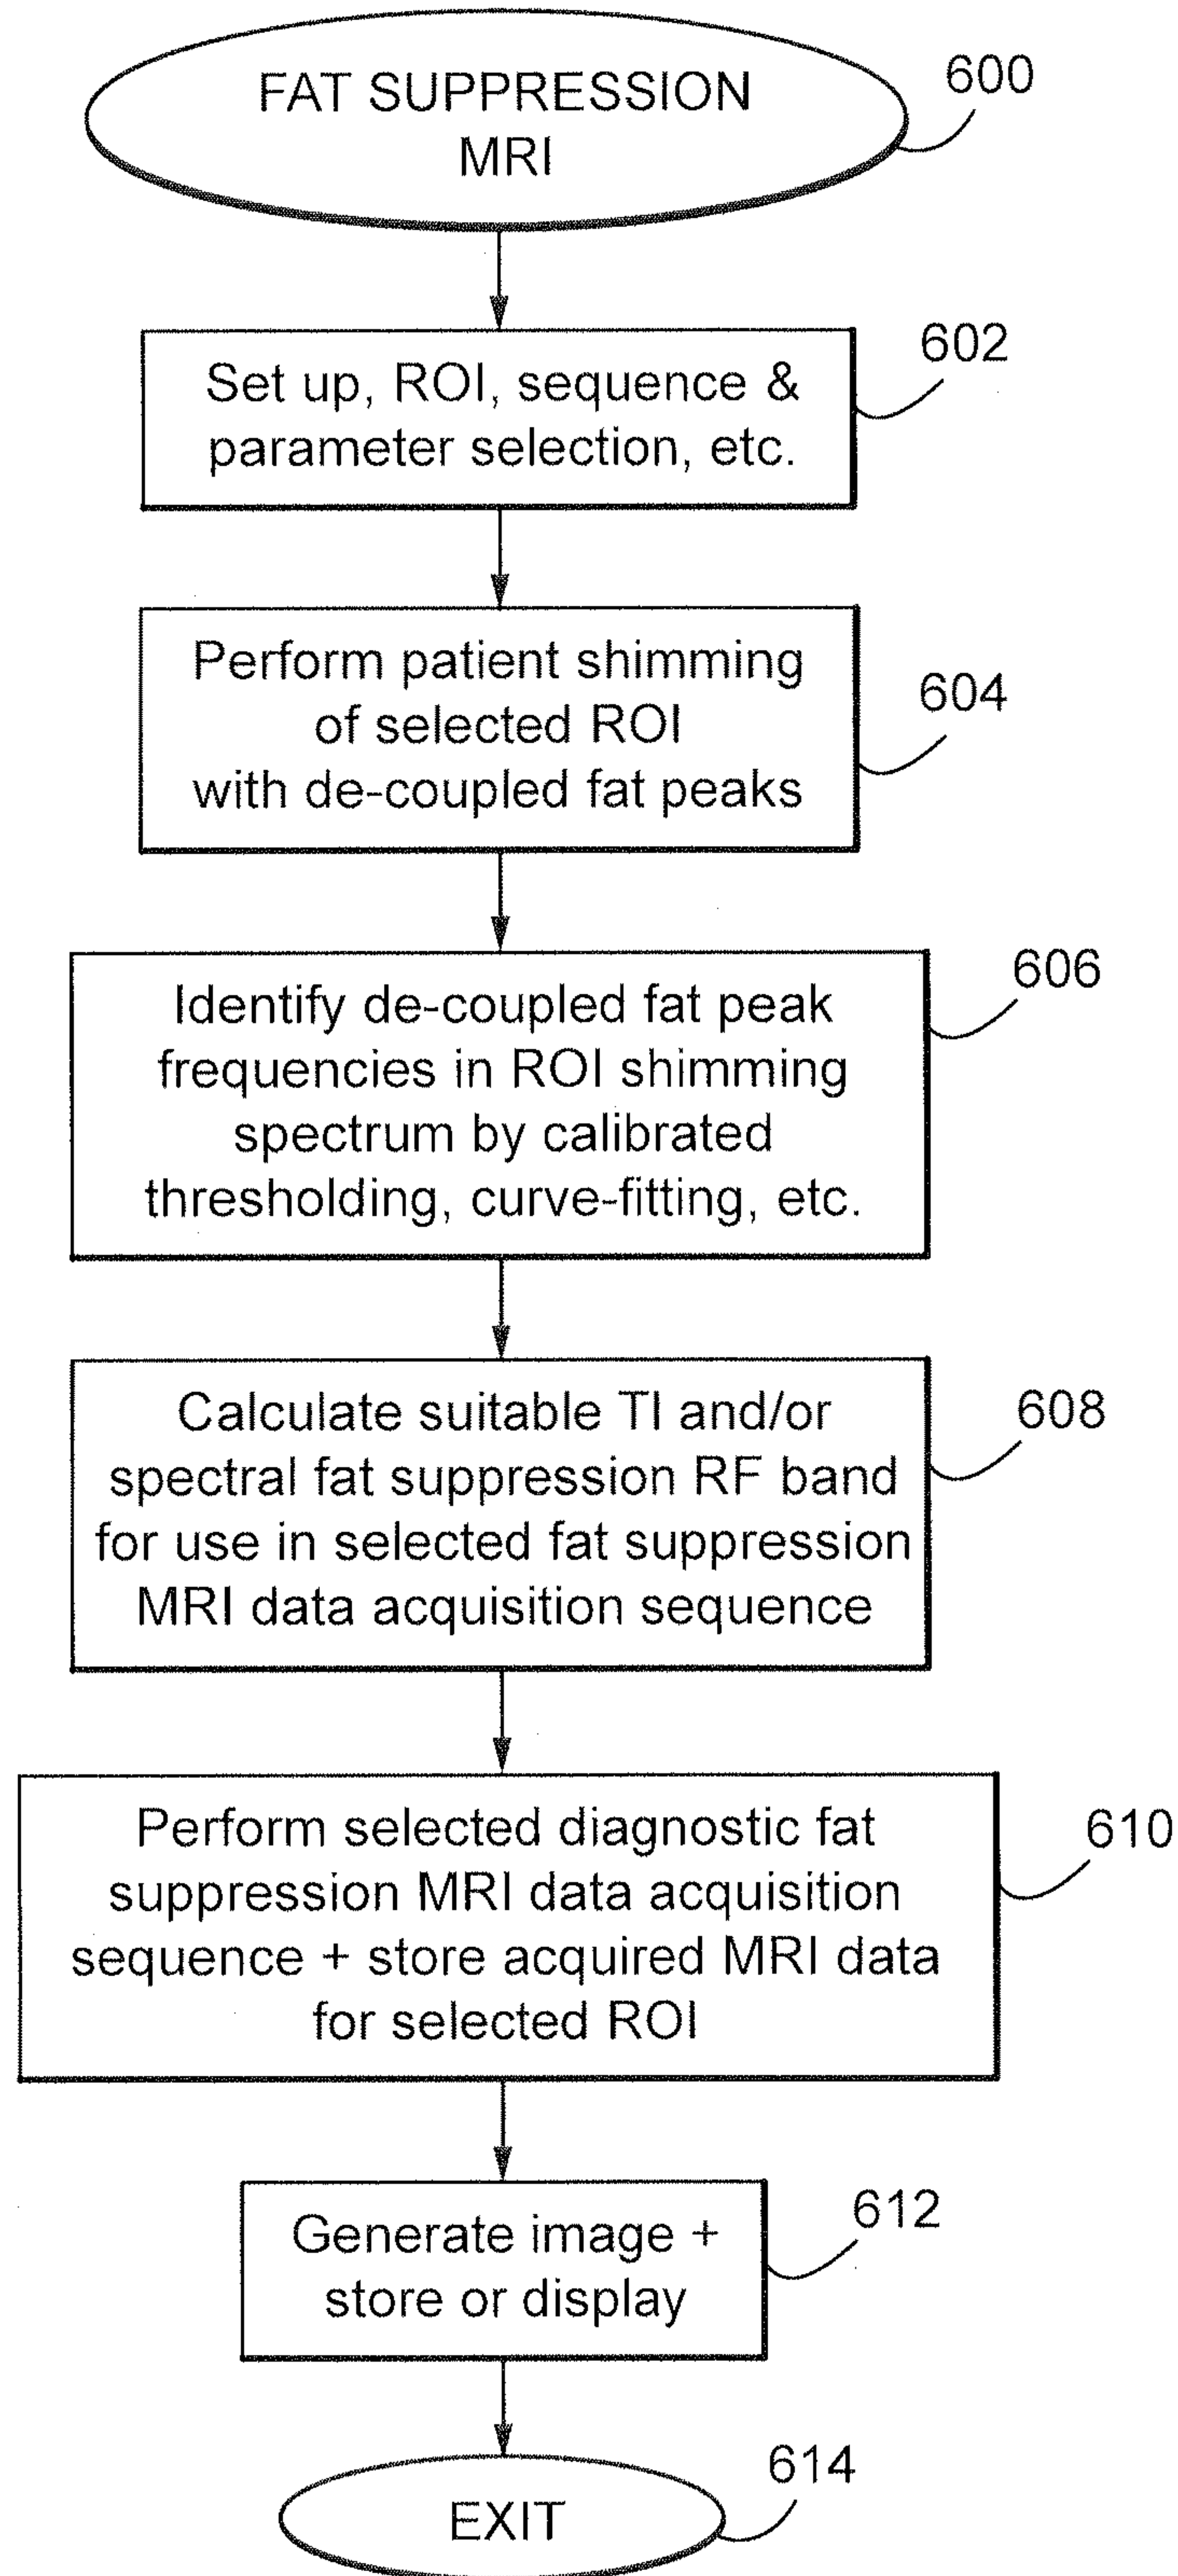 FAT SUPPRESSION
MRI
600
Set up, ROI, sequence &
parameter selection, etc.
602
Perform patient shimming
of selected ROI
with de-coupled fat peaks
604
Identify de-coupled fat peak
frequencies in ROI shimming
spectrum by calibrated
thresholding, curve-fitting, etc.
606
Calculate suitable TI and/or
spectral fat suppression RF band
for use in selected fat suppression
MRI data acquisition sequence
608
Perform selected diagnostic fat
suppression MRI data acquisition
sequence + store acquired MRI data
for selected ROI
610
Generate image +
store or display
612
EXIT
614